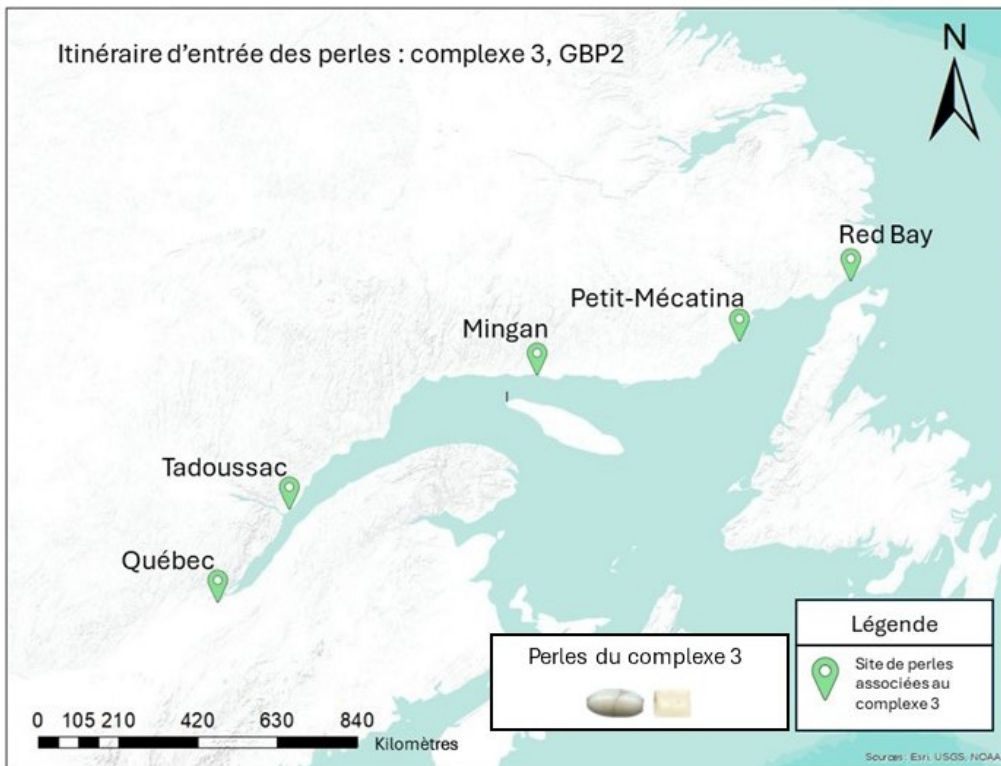 Itinéraire d'entrée des perles : complexe 3, GBP2
N
Red Bay
Petit-Mécatina
Mingan
Tadoussac
Québec
Perles du complexe 3
Légende
Site de perles
associées au
complexe 3
0 105 210 420 630 840
Kilomètres
Sources: Esri, USGS, NOAA